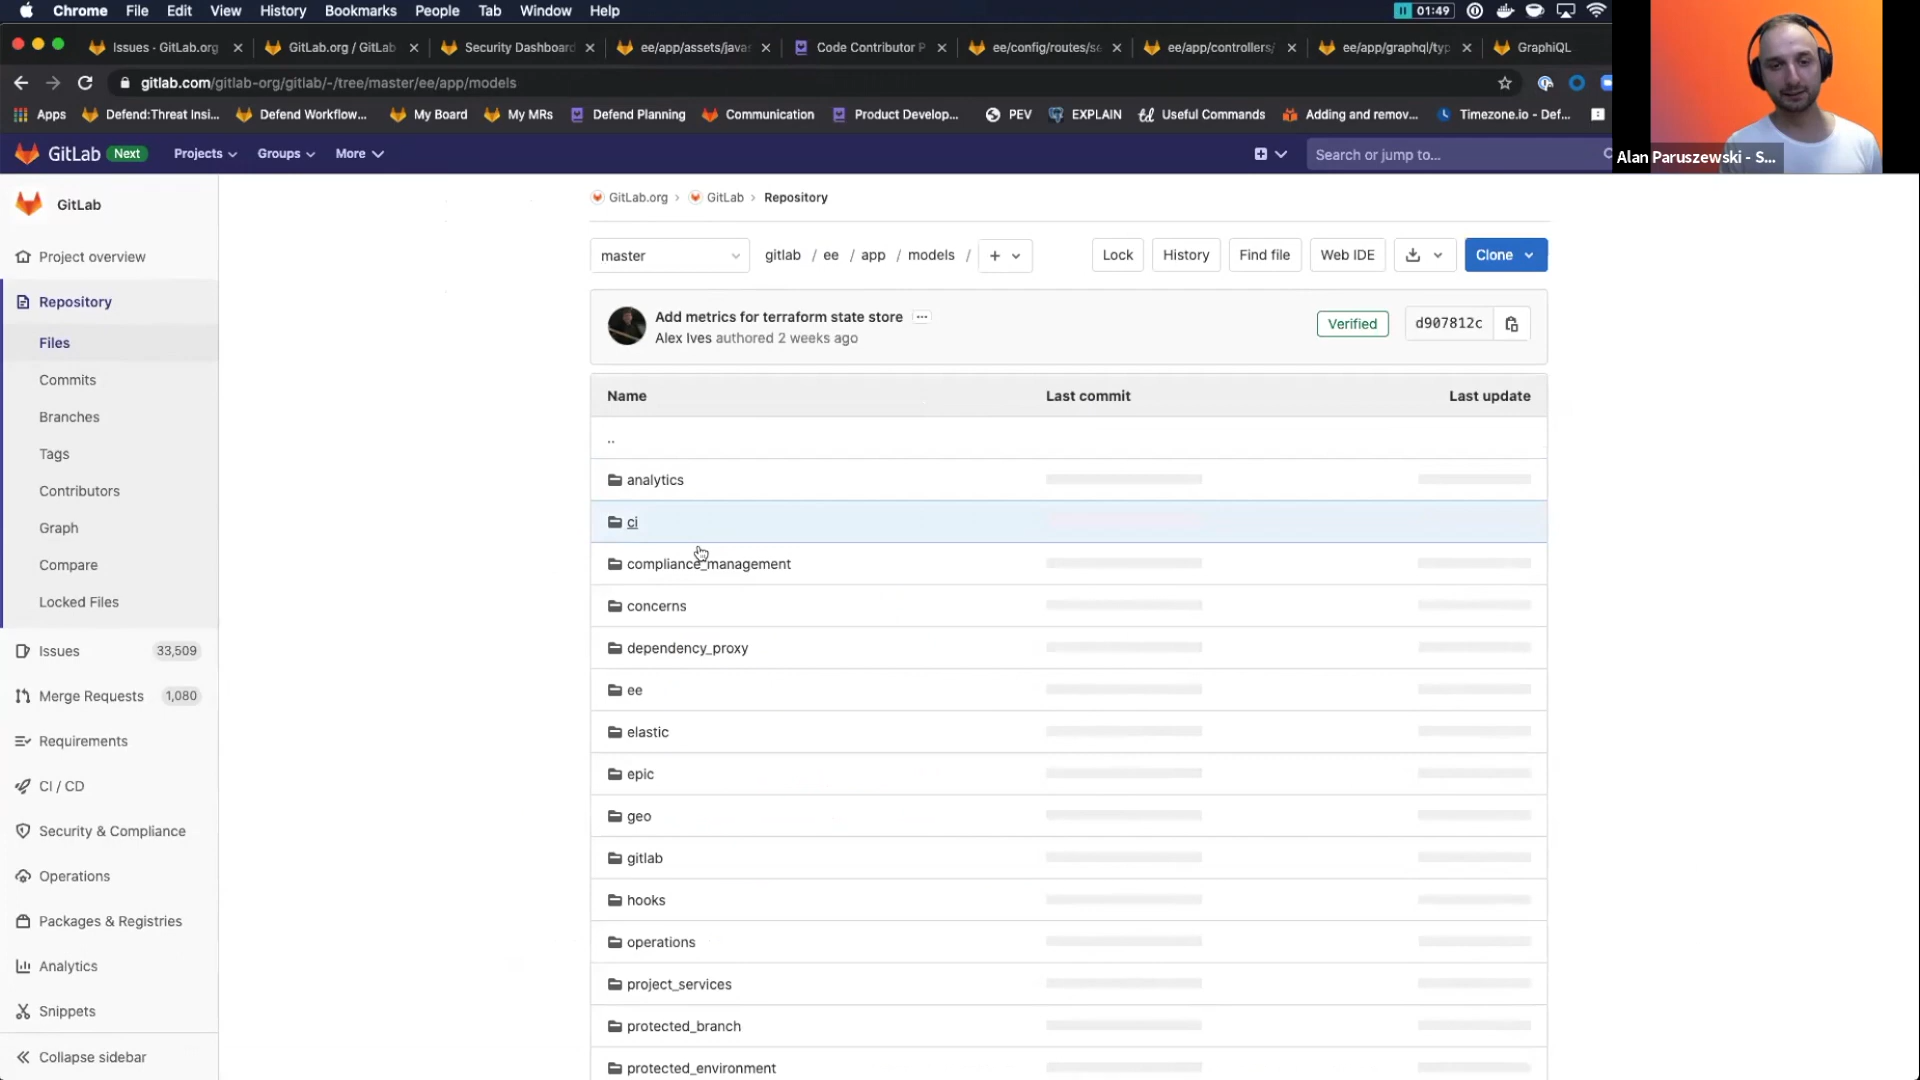 Chrome File Edit View History Bookmarks People Tab Window Help 01:49
Issues · GitLab.org
GitLab.org / GitLab
Security Dashboard
ee/app/assets/javas
Code Contributor P
ee/config/routes/se
ee/app/controllers/
ee/app/graphql/typ
GraphiQL
gitlab.com/gitlab-org/gitlab/-/tree/master/ee/app/models
Apps Defend:Threat Insi... Defend Workflow... My Board My MRs Defend Planning Communication Product Develop... PEV EXPLAIN Useful Commands Adding and remov... Timezone.io - Def...
GitLab Next Projects Groups More Search or jump to...
Alan Paruszewski - S...
GitLab
Project overview
Repository
Files
Commits
Branches
Tags
Contributors
Graph
Compare
Locked Files
Issues 33,509
Merge Requests 1,080
Requirements
CI / CD
Security & Compliance
Operations
Packages & Registries
Analytics
Snippets
Collapse sidebar
GitLab.org › GitLab › Repository
master gitlab / ee / app / models / + Lock History Find file Web IDE Clone
Add metrics for terraform state store ...
Alex Ives authored 2 weeks ago
Verified d907812c
Name Last commit Last update
..
analytics
ci
compliance_management
concerns
dependency_proxy
ee
elastic
epic
geo
gitlab
hooks
operations
project_services
protected_branch
protected_environment